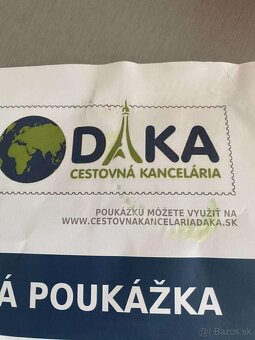 DAKA
CESTOVNÁ KANCELÁRIA
POUKÁŽKU MÔŽETE VYUŽIŤ NA
WWW.CESTOVNAKANCELARIADAKA.SK
Á POUKÁŽKA
© Bazos.sk